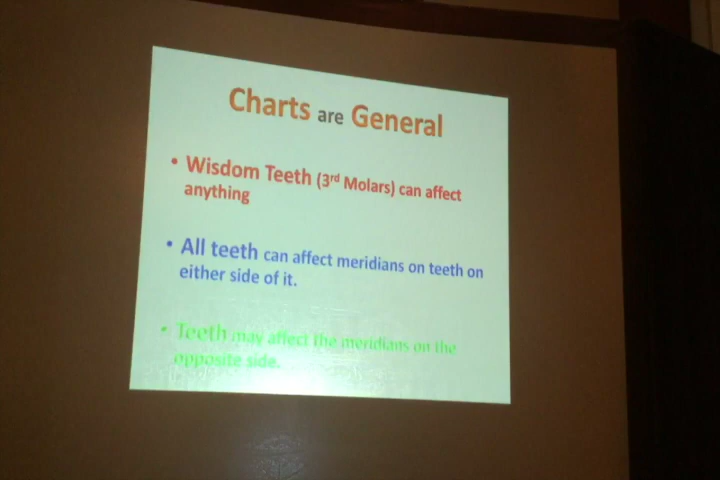 Charts are General
• Wisdom Teeth (3rd Molars) can affect
anything
• All teeth can affect meridians on teeth on
either side of it.
• Teeth may affect the meridians on the
opposite side.